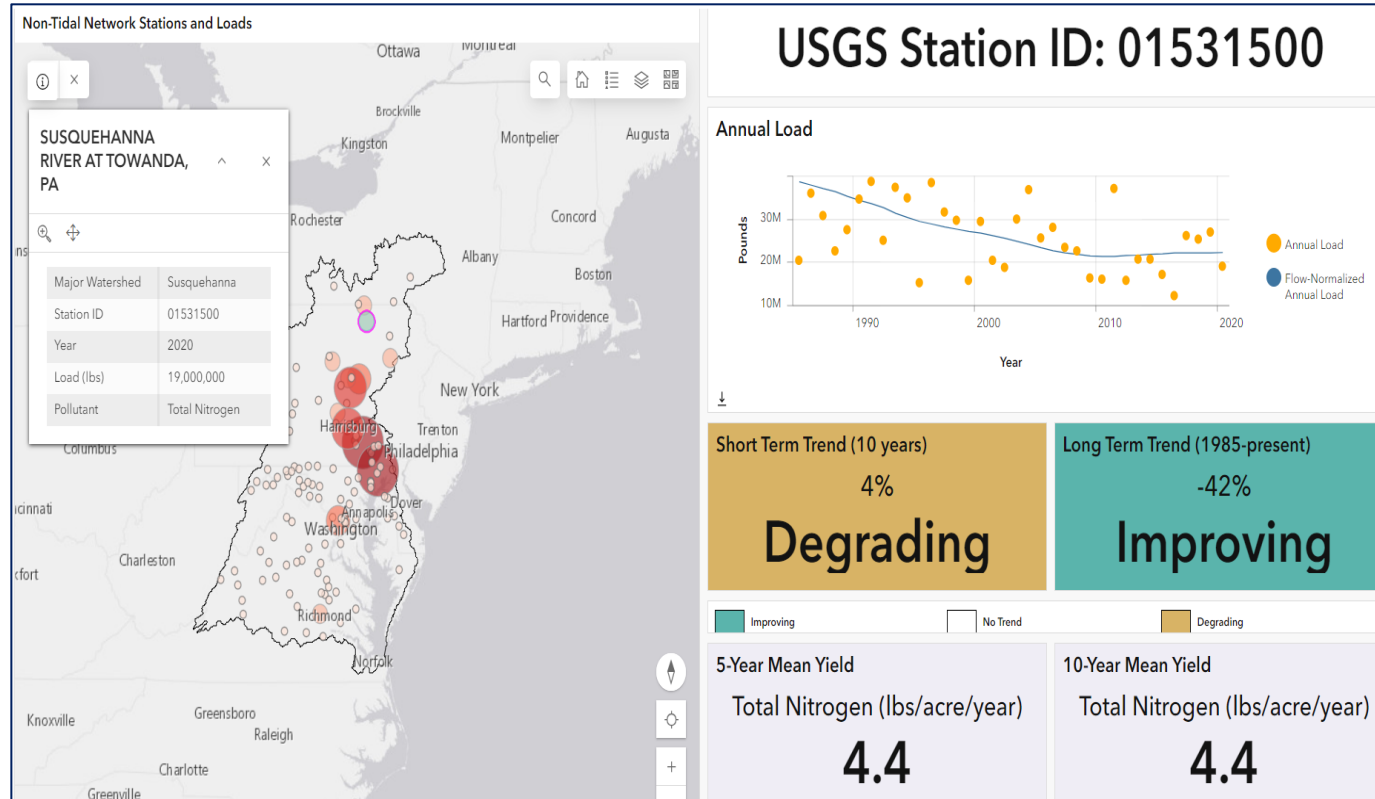 Non-Tidal Network Stations and Loads
Ottawa
Montreal
Brockville
Kingston
Montpelier
Augusta
SUSQUEHANNA
RIVER AT TOWANDA,
PA
Rochester
Concord
Albany
Boston
Hartford Providence
Major Watershed Susquehanna
Station ID 01531500
Year 2020
Load (lbs) 19,000,000
Pollutant Total Nitrogen
New York
Harrisburg
Trenton
Philadelphia
Columbus
Dover
Annapolis
Washington
cinnati
Charleston
kfort
Richmond
Norfolk
Knoxville
Greensboro
Raleigh
Charlotte
Greenville
USGS Station ID: 01531500
Annual Load
Pounds
30M
20M
10M
1990 2000 2010 2020
Year
Annual Load
Flow-Normalized
Annual Load
Short Term Trend (10 years)
4%
Degrading
Long Term Trend (1985-present)
-42%
Improving
Improving No Trend Degrading
5-Year Mean Yield
Total Nitrogen (lbs/acre/year)
4.4
10-Year Mean Yield
Total Nitrogen (lbs/acre/year)
4.4